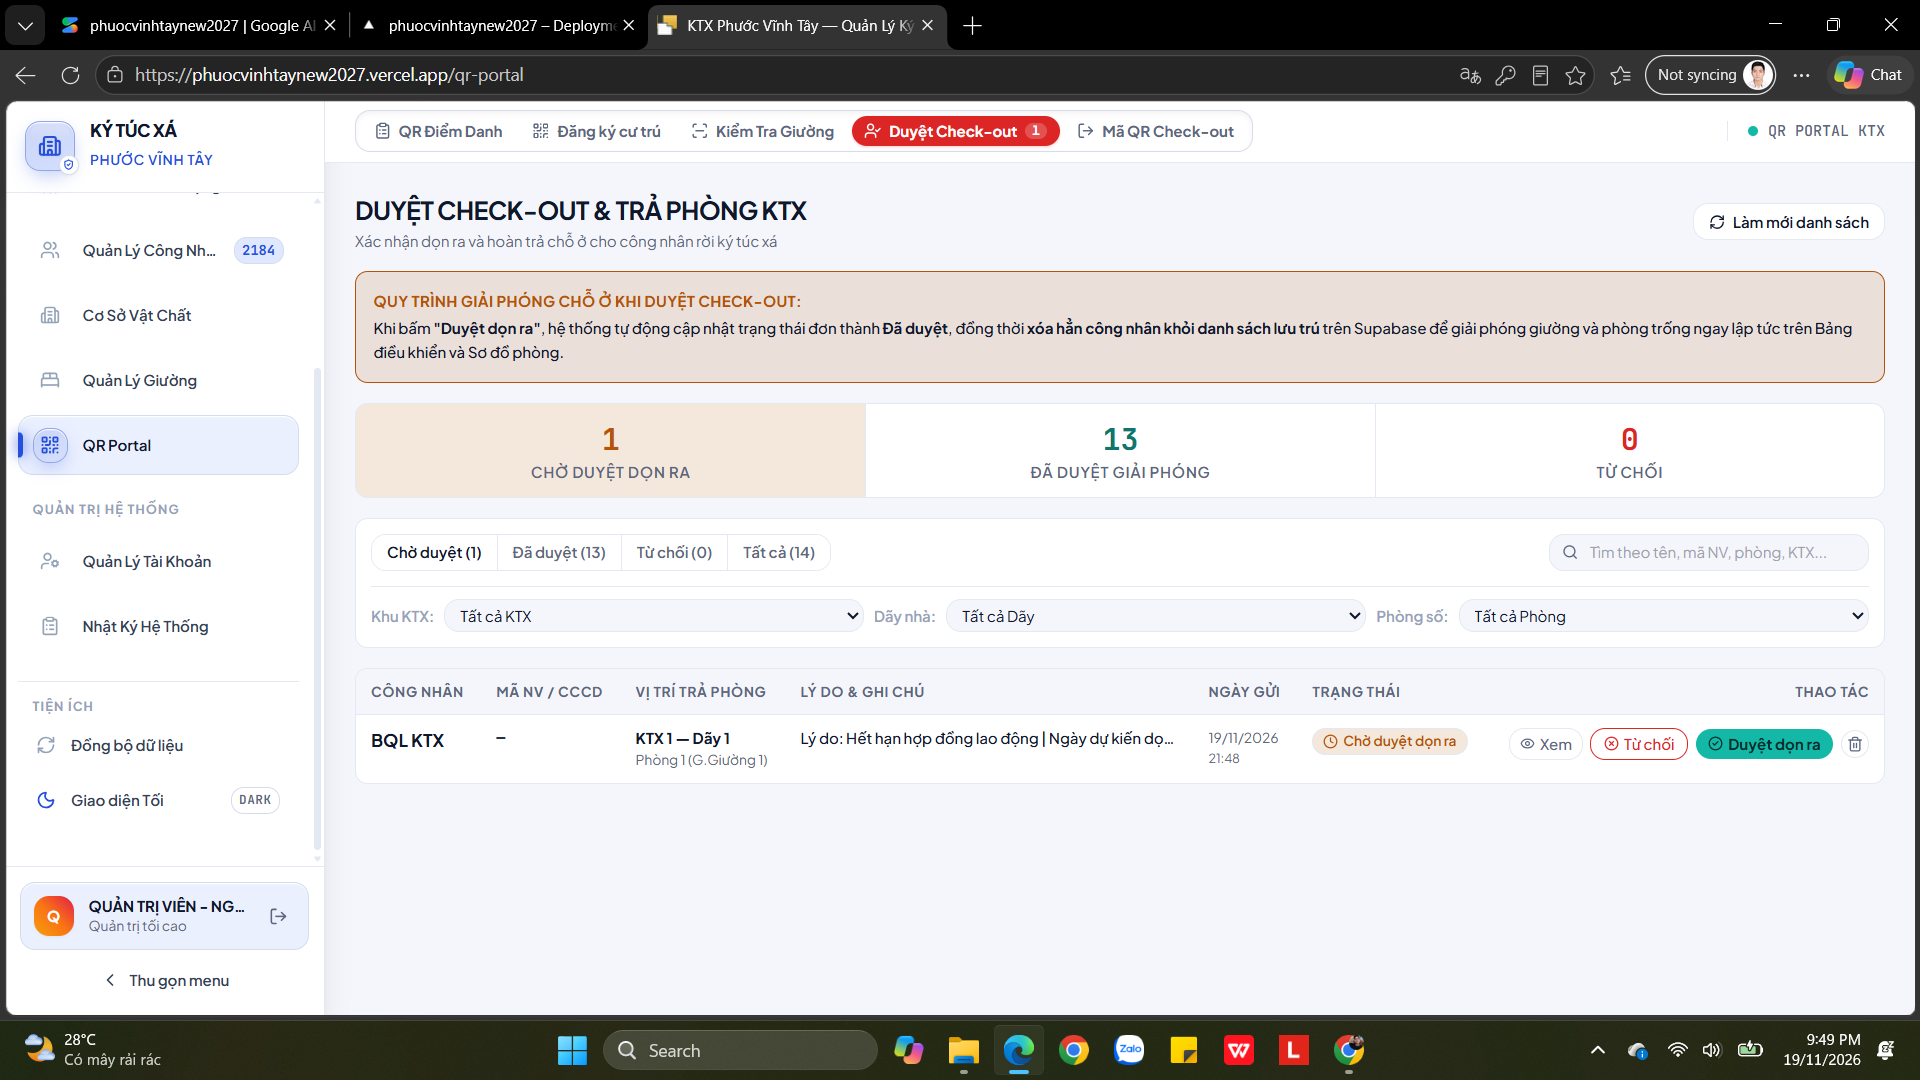 phuocvinhtaynew2027 | Google AI
phuocvinhtaynew2027 – Deployme
KTX Phước Vĩnh Tây — Quản Lý Ký
https://phuocvinhtaynew2027.vercel.app/qr-portal
Not syncing
Chat
KÝ TÚC XÁ
PHƯỚC VĨNH TÂY
QR Điểm Danh
Đăng ký cư trú
Kiểm Tra Giường
Duyệt Check-out 1
Mã QR Check-out
QR PORTAL KTX
Quản Lý Công Nh... 2184
Cơ Sở Vật Chất
Quản Lý Giường
QR Portal
QUẢN TRỊ HỆ THỐNG
Quản Lý Tài Khoản
Nhật Ký Hệ Thống
TIỆN ÍCH
Đồng bộ dữ liệu
Giao diện Tối DARK
Q
QUẢN TRỊ VIÊN - NG...
Quản trị tối cao
Thu gọn menu
DUYỆT CHECK-OUT & TRẢ PHÒNG KTX
Xác nhận dọn ra và hoàn trả chỗ ở cho công nhân rời ký túc xá
Làm mới danh sách
QUY TRÌNH GIẢI PHÓNG CHỖ Ở KHI DUYỆT CHECK-OUT:
Khi bấm "Duyệt dọn ra", hệ thống tự động cập nhật trạng thái đơn thành Đã duyệt, đồng thời xóa hẳn công nhân khỏi danh sách lưu trú trên Supabase để giải phóng giường và phòng trống ngay lập tức trên Bảng
điều khiển và Sơ đồ phòng.
1
CHỜ DUYỆT DỌN RA
13
ĐÃ DUYỆT GIẢI PHÓNG
0
TỪ CHỐI
Chờ duyệt (1)
Đã duyệt (13)
Từ chối (0)
Tất cả (14)
Tìm theo tên, mã NV, phòng, KTX...
Khu KTX: Tất cả KTX
Dãy nhà: Tất cả Dãy
Phòng số: Tất cả Phòng
CÔNG NHÂN
MÃ NV / CCCD
VỊ TRÍ TRẢ PHÒNG
LÝ DO & GHI CHÚ
NGÀY GỬI
TRẠNG THÁI
THAO TÁC
BQL KTX
–
KTX 1 — Dãy 1
Phòng 1 (G.Giường 1)
Lý do: Hết hạn hợp đồng lao động | Ngày dự kiến dọ...
19/11/2026
21:48
Chờ duyệt dọn ra
Xem
Từ chối
Duyệt dọn ra
28°C
Có mây rải rác
Search
Zalo
9:49 PM
19/11/2026